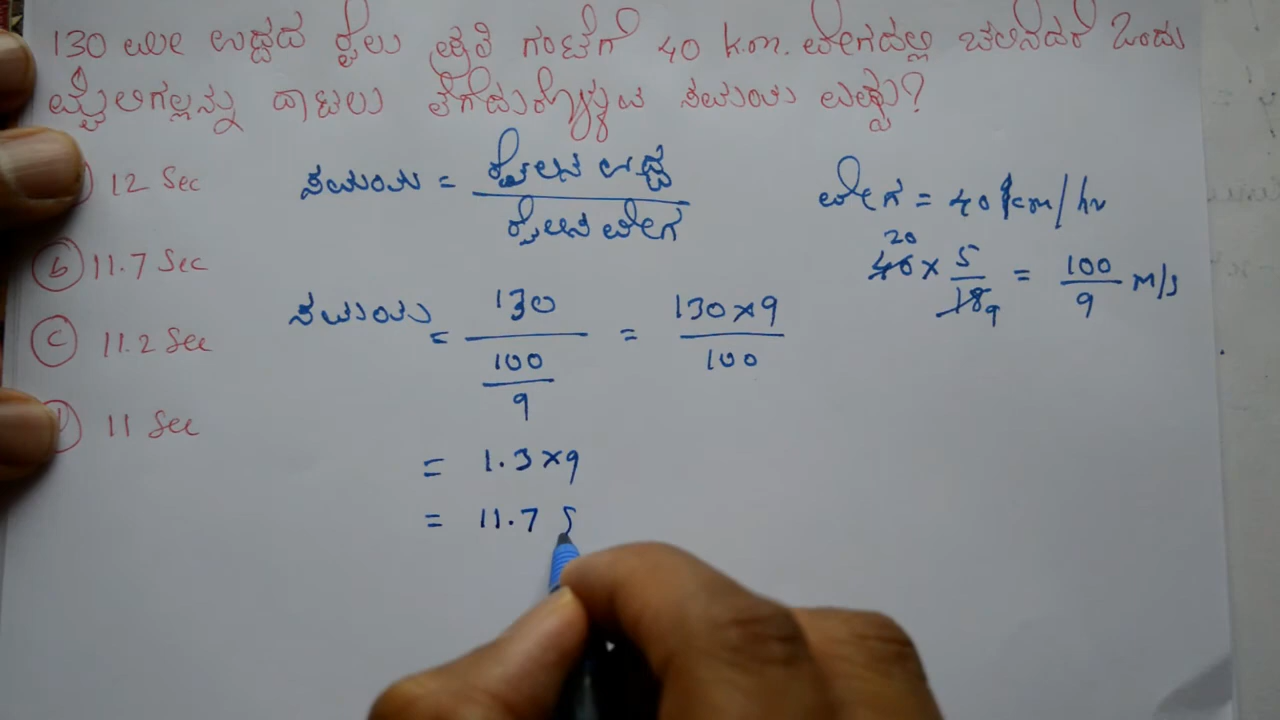 130 ಮೀ ಉದ್ದದ ರೈಲು ಪ್ರತಿ ಗಂಟೆಗೆ 40 k.m. ವೇಗದಲ್ಲಿ ಚಲಿಸಿದರೆ ಒಂದು
ಮೈಲಿಗಲ್ಲನ್ನು ದಾಟಲು ತೆಗೆದುಕೊಳ್ಳುವ ಸಮಯ ಎಷ್ಟು?
12 Sec
ಸಮಯ = ರೈಲಿನ ಉದ್ದ
ರೈಲಿನ ವೇಗ
ವೇಗ = 40 km/hr
20
40 × 5/18 9 = 100/9 m/s
b 11.7 Sec
ಸಮಯ = 130 / 100/9 = 130×9 / 100
c 11.2 Sec
11 Sec
= 1.3×9
= 11.7 S